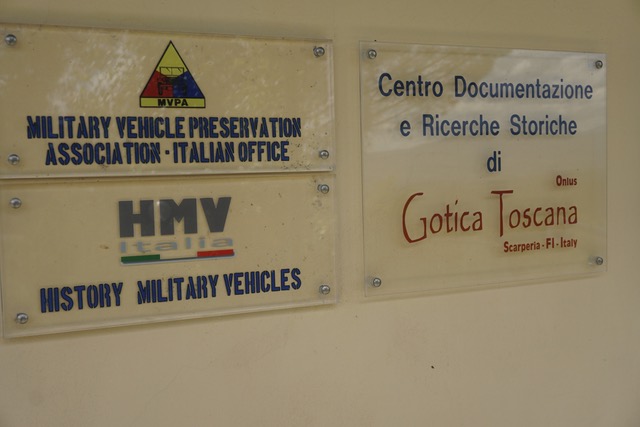 MVPA
MILITARY VEHICLE PRESERVATION
ASSOCIATION · ITALIAN OFFICE
HMV
italia
HISTORY MILITARY VEHICLES
Centro Documentazione
e Ricerche Storiche
di
Onlus
Gotica Toscana
Scarperia - FI - Italy